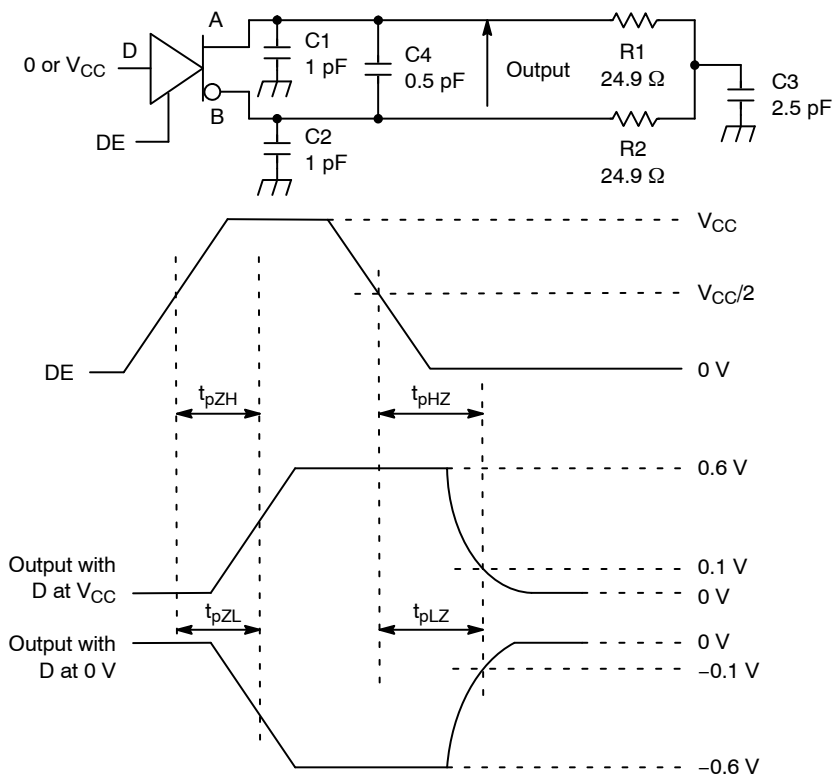 A
D
0 or VCC
C1
1 pF
C4
0.5 pF
Output
R1
24.9 Ω
C3
2.5 pF
B
DE
C2
1 pF
R2
24.9 Ω
VCC
VCC/2
DE
0 V
tpZH
tpHZ
0.6 V
Output with
D at VCC
0.1 V
0 V
tpZL
tpLZ
Output with
D at 0 V
0 V
−0.1 V
−0.6 V